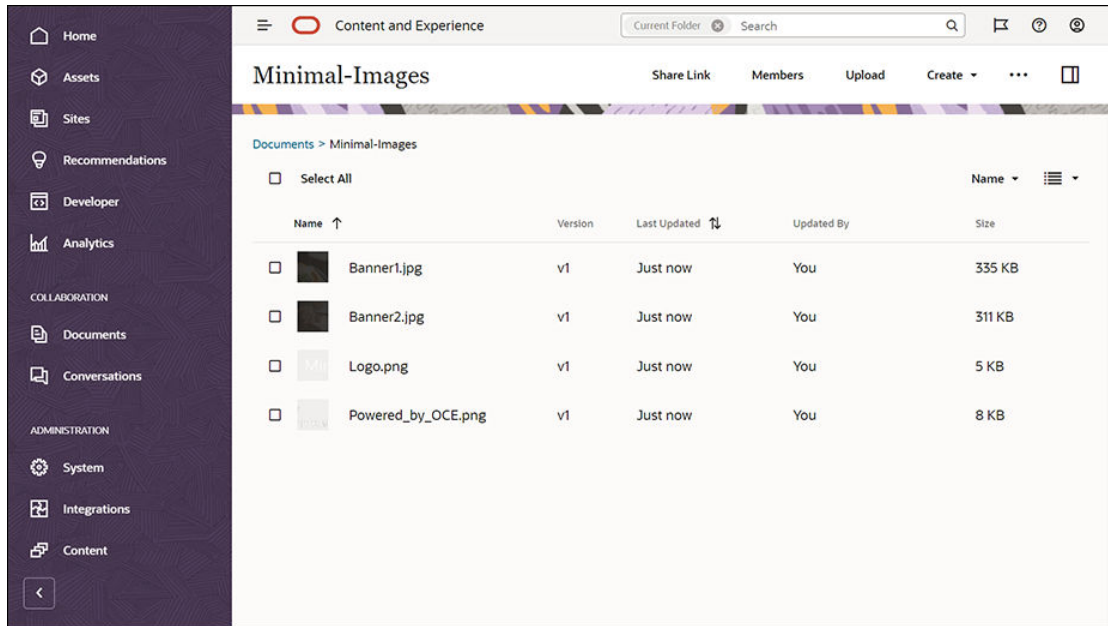 Home
Assets
Sites
Recommendations
Developer
Analytics
COLLABORATION
Documents
Conversations
ADMINISTRATION
System
Integrations
Content
Content and Experience
Current Folder Search
Minimal-Images
Share Link Members Upload Create
Documents > Minimal-Images
Select All
Name
Name Version Last Updated Updated By Size
Banner1.jpg v1 Just now You 335 KB
Banner2.jpg v1 Just now You 311 KB
Logo.png v1 Just now You 5 KB
Powered_by_OCE.png v1 Just now You 8 KB